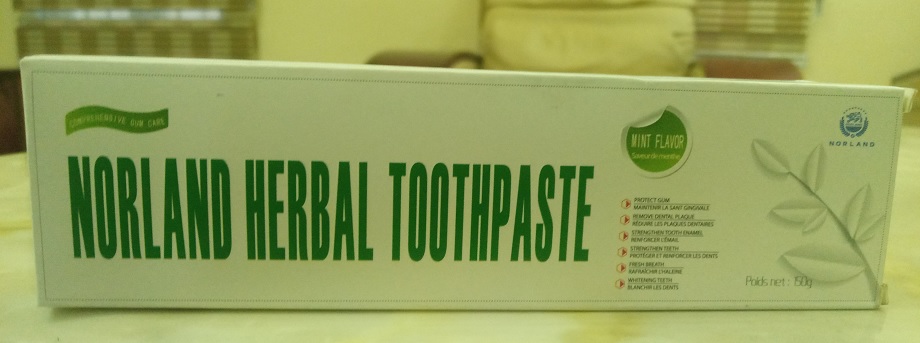 COMPREHENSIVE GUM CARE
NORLAND HERBAL TOOTHPASTE
MINT FLAVOR
Saveur de menthe
PROTECT GUM
MAINTENIR LA SANT GINGIVALE
REMOVE DENTAL PLAQUE
RÉDUIRE LES PLAQUES DENTAIRES
STRENGTHEN TOOTH ENAMEL
RENFORCER L'ÉMAIL
STRENGTHEN TEETH
PROTÉGER ET RENFORCER LES DENTS
FRESH BREATH
RAFRAÎCHIR L'HALEINE
WHITENING TEETH
BLANCHIR LES DENTS
NORLAND
Poids net : 150g